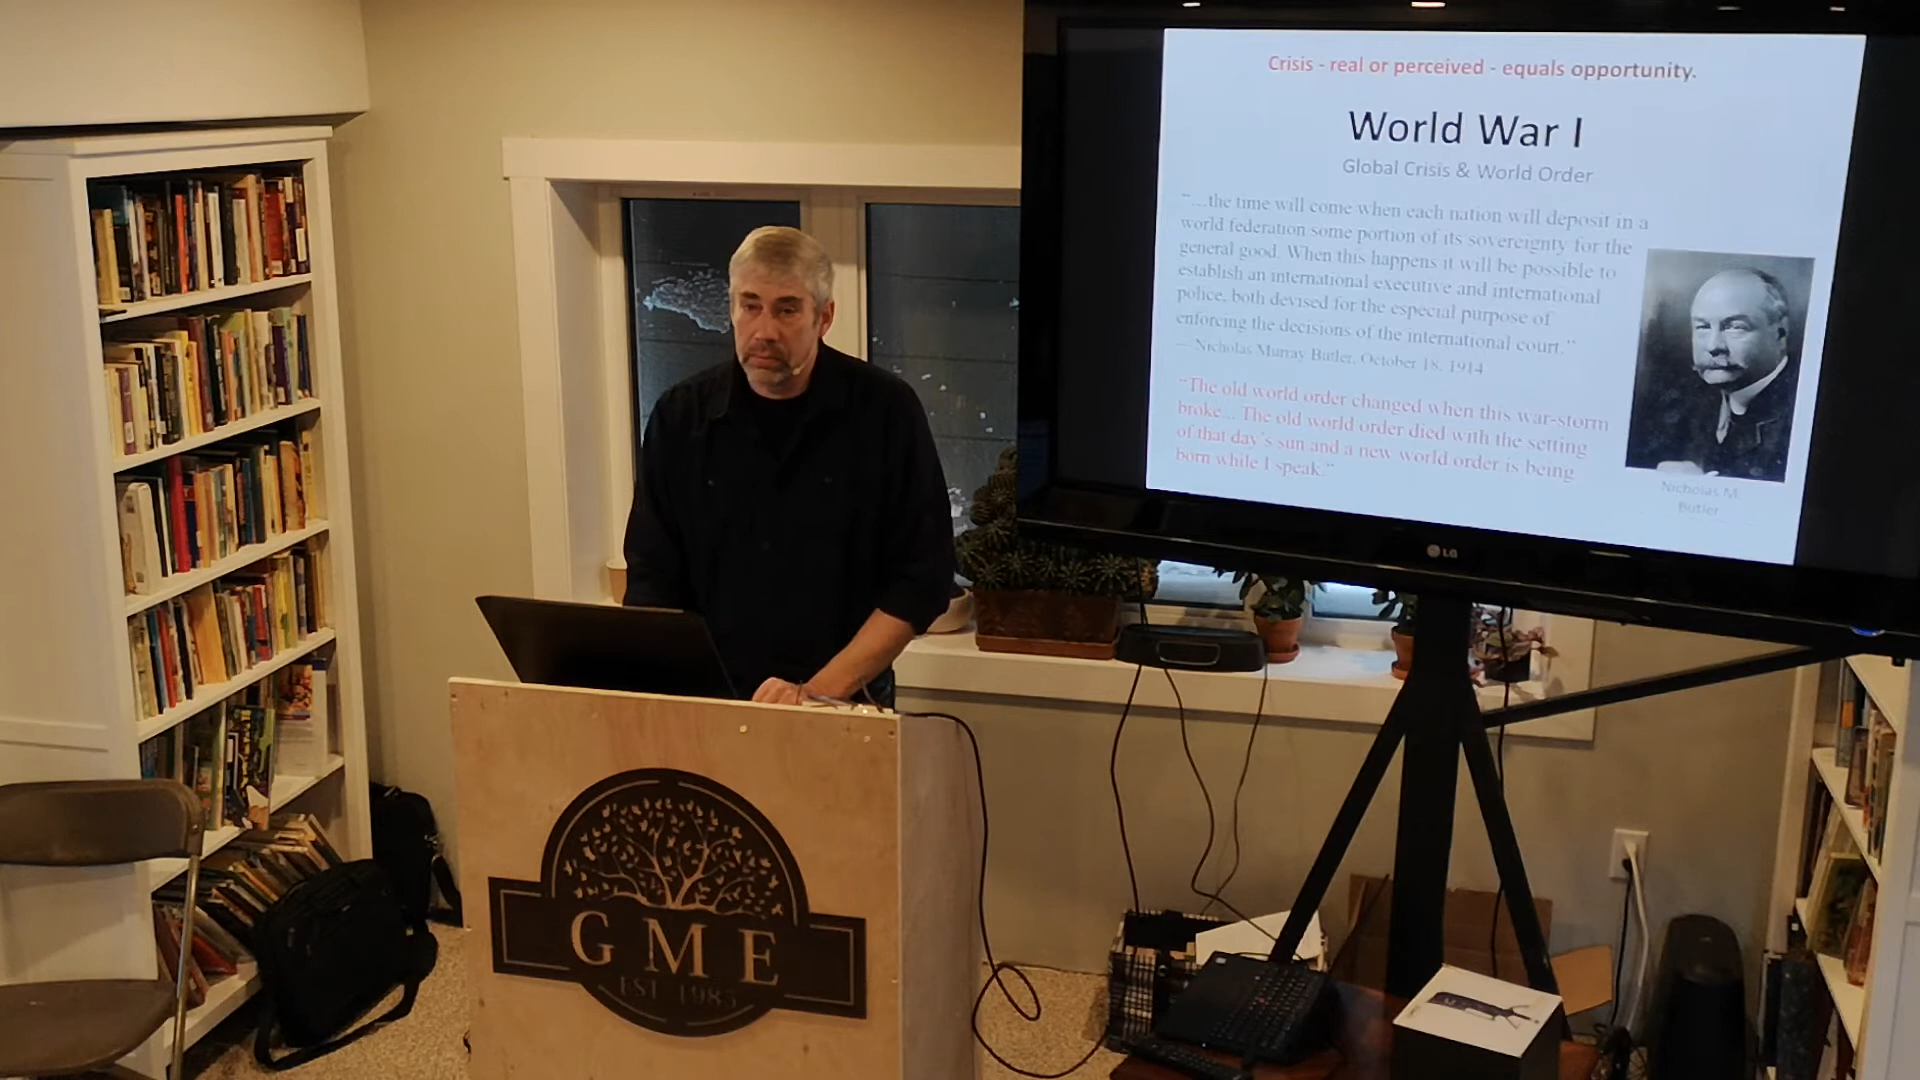 Crisis - real or perceived - equals opportunity.
World War I
Global Crisis & World Order
"...the time will come when each nation will deposit in a
world federation some portion of its sovereignty for the
general good. When this happens it will be possible to
establish an international executive and international
police, both devised for the especial purpose of
enforcing the decisions of the international court."
— Nicholas Murray Butler, October 18, 1914
"The old world order changed when this war-storm
broke... The old world order died with the setting
of that day's sun and a new world order is being
born while I speak."
Nicholas M.
Butler
LG
GME
EST 1985